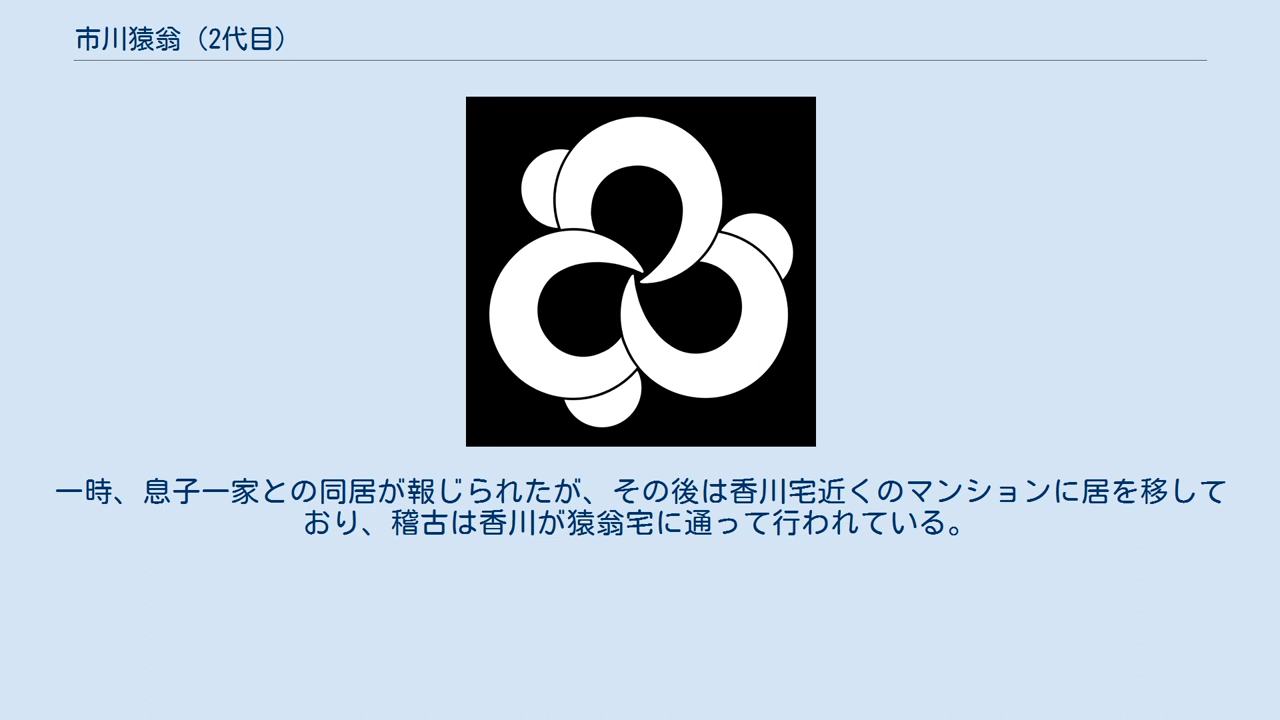 市川猿翁（2代目）
一時、息子一家との同居が報じられたが、その後は香川宅近くのマンションに居を移して
おり、稽古は香川が猿翁宅に通って行われている。